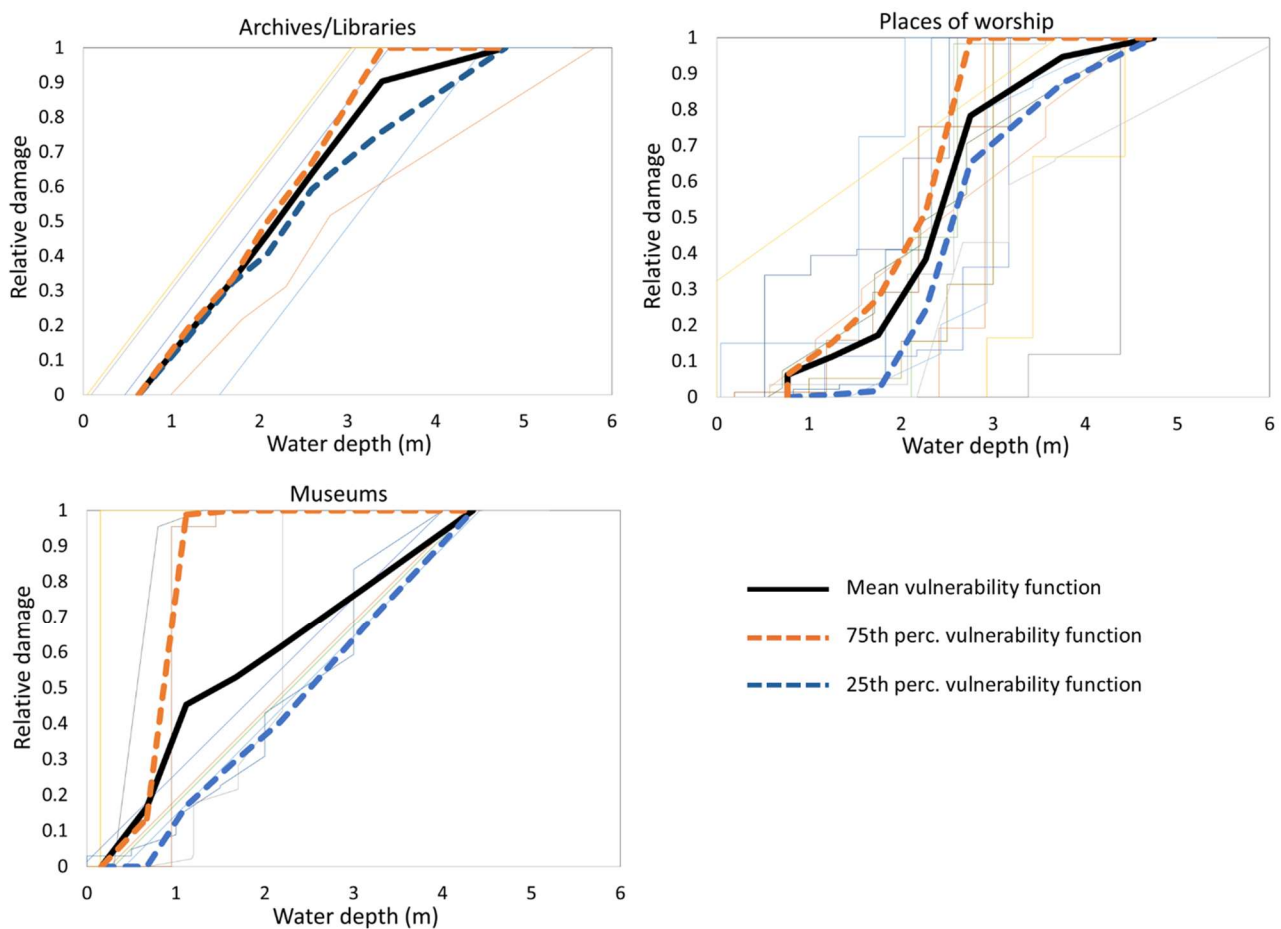 Archives/Libraries
1
0.9
0.8
0.7
0.6
0.5
0.4
0.3
0.2
0.1
0
Relative damage
0 1 2 3 4 5 6
Water depth (m)
Places of worship
1
0.9
0.8
0.7
0.6
0.5
0.4
0.3
0.2
0.1
0
Relative damage
0 1 2 3 4 5 6
Water depth (m)
Museums
1
0.9
0.8
0.7
0.6
0.5
0.4
0.3
0.2
0.1
0
Relative damage
0 1 2 3 4 5 6
Water depth (m)
Mean vulnerability function
75th perc. vulnerability function
25th perc. vulnerability function